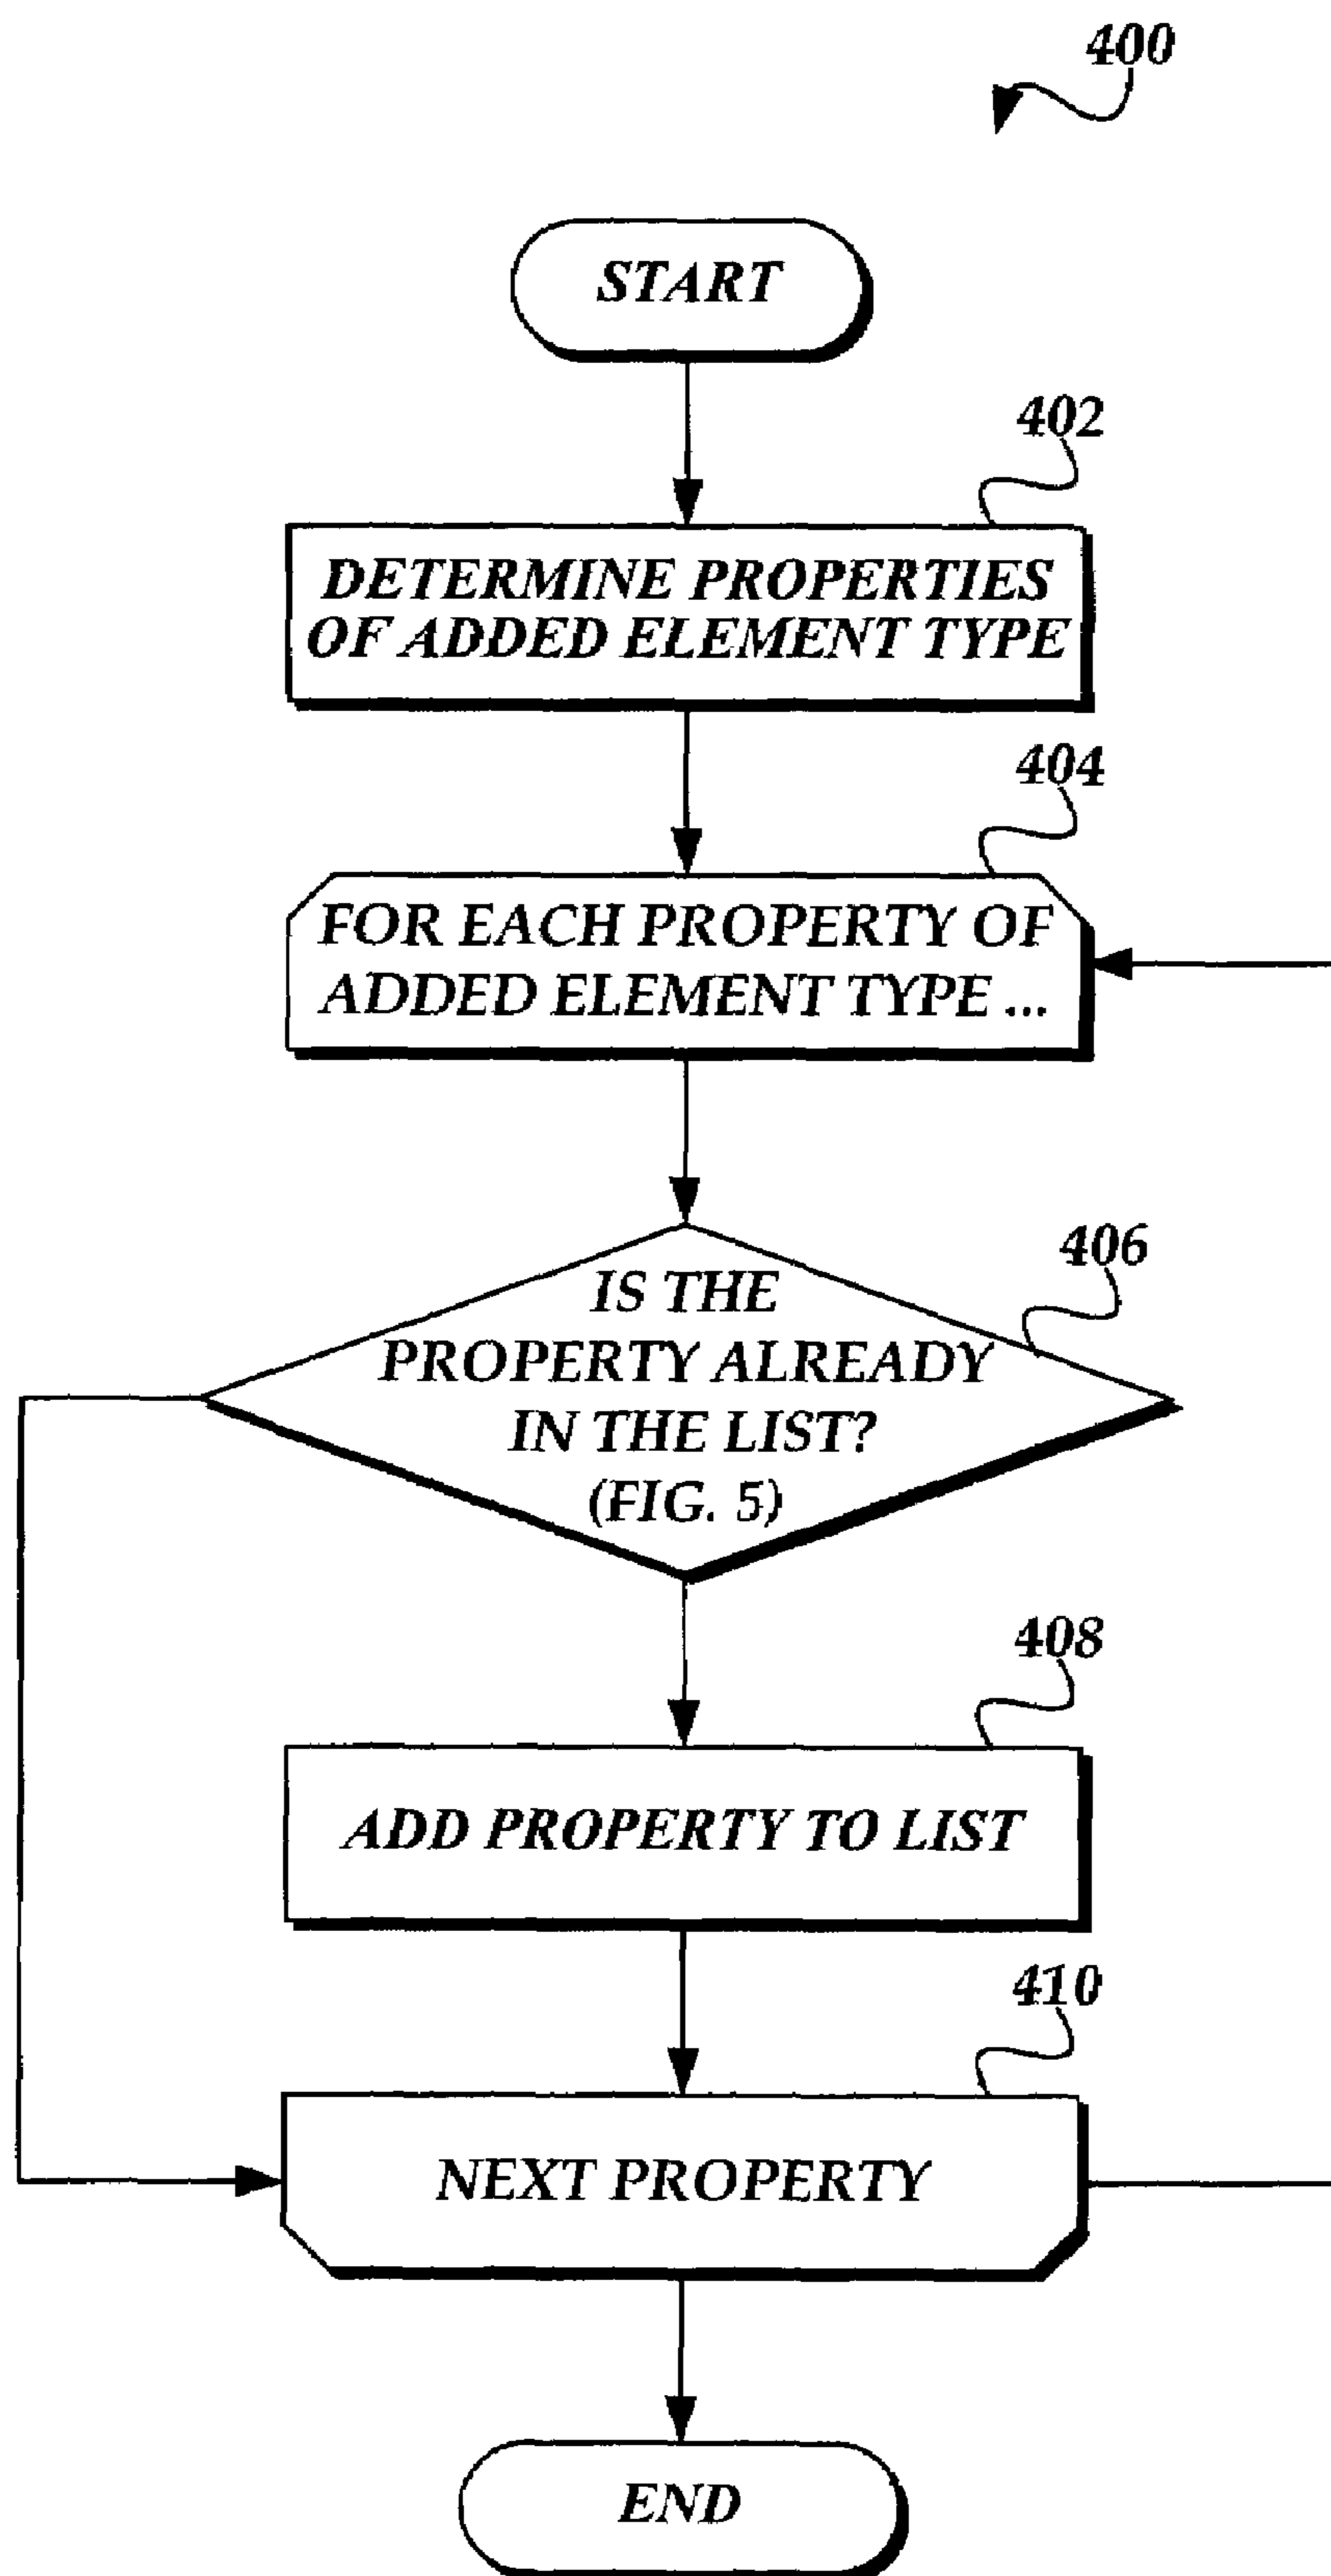 400
START
402
DETERMINE PROPERTIES
OF ADDED ELEMENT TYPE
404
FOR EACH PROPERTY OF
ADDED ELEMENT TYPE ...
406
IS THE
PROPERTY ALREADY
IN THE LIST?
(FIG. 5)
408
ADD PROPERTY TO LIST
410
NEXT PROPERTY
END